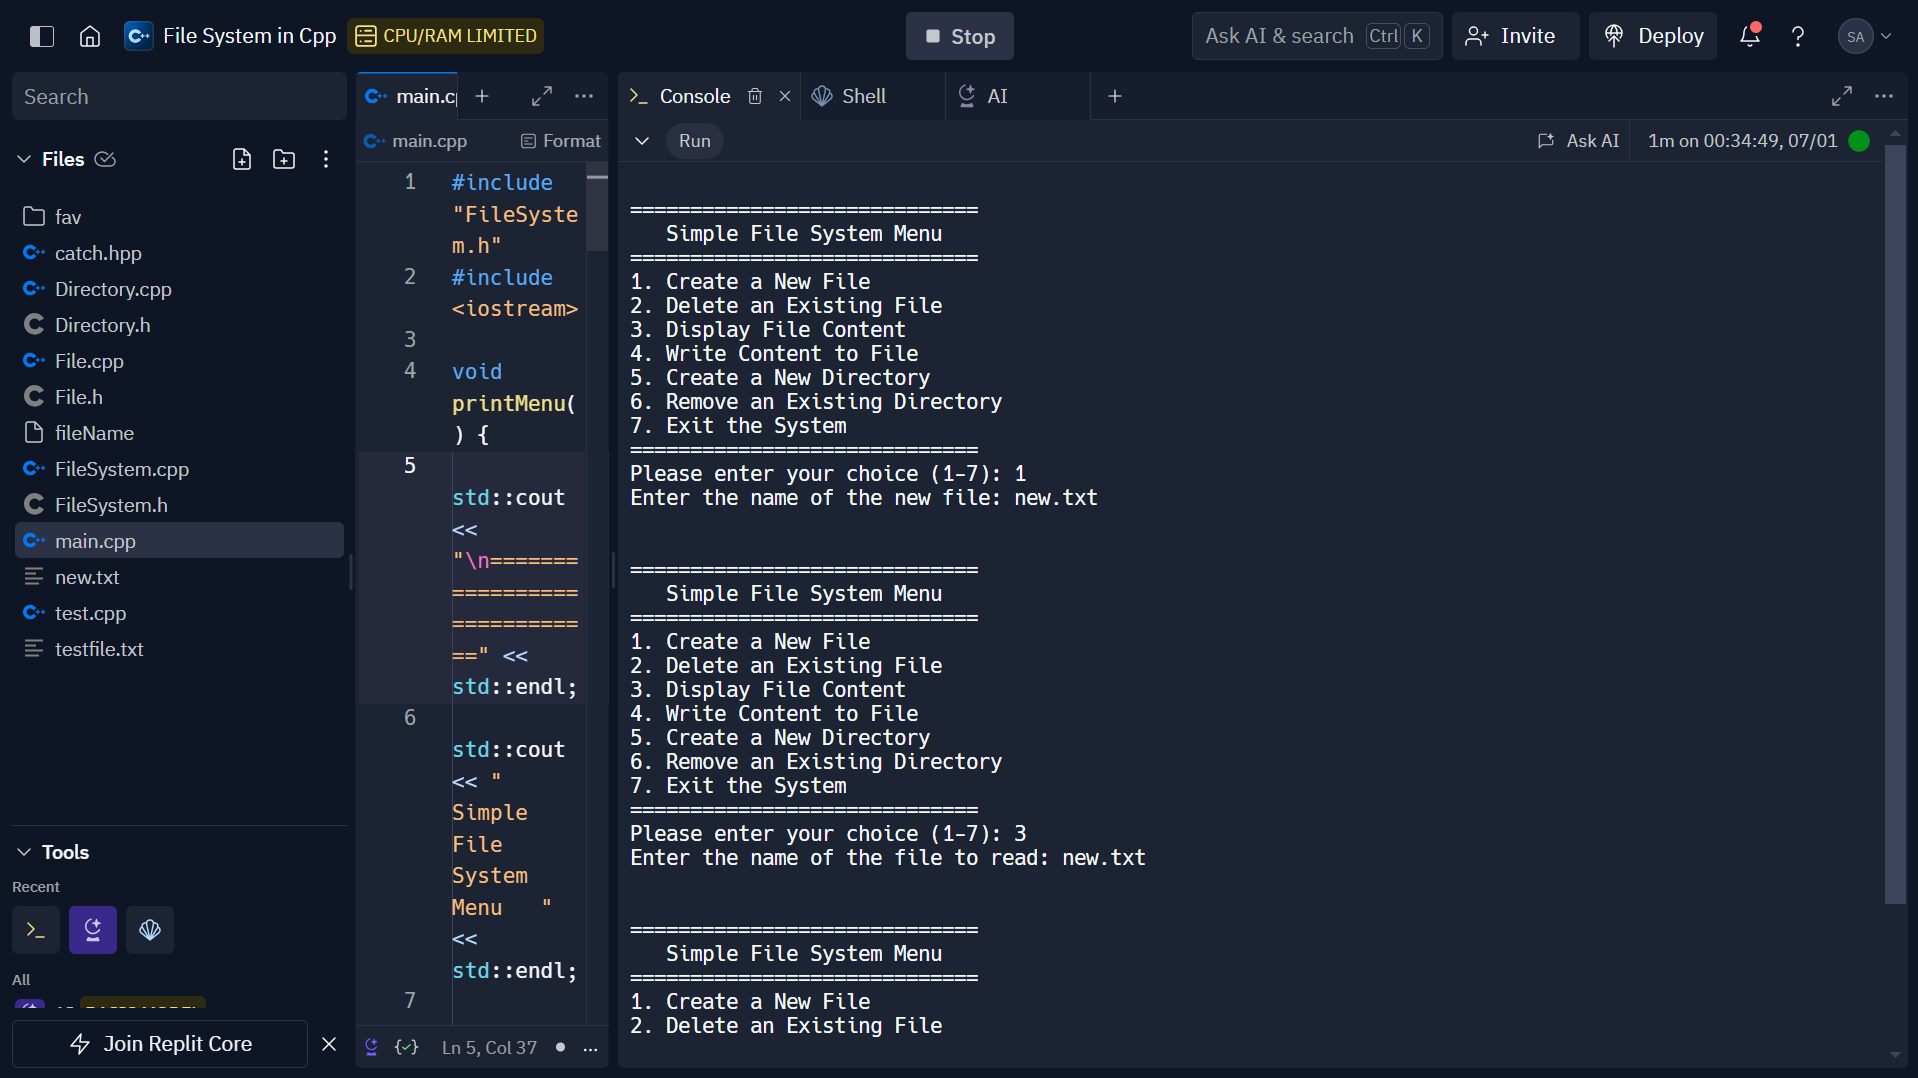 File System in Cpp
CPU/RAM LIMITED
Stop
Ask AI & search Ctrl K
Invite
Deploy
SA
Search
Files
fav
catch.hpp
Directory.cpp
Directory.h
File.cpp
File.h
fileName
FileSystem.cpp
FileSystem.h
main.cpp
new.txt
test.cpp
testfile.txt
Tools
Recent
All
Join Replit Core
main.cp
main.cpp
Format
1 #include
"FileSyste
m.h"
2 #include
<iostream>
3
4 void
printMenu(
) {
5
std::cout
<<
"\n=======
==========
==========
==" <<
std::endl;
6
std::cout
<< "
Simple
File
System
Menu   "
<<
std::endl;
7
Ln 5, Col 37
Console
Shell
AI
Run
Ask AI
1m on 00:34:49, 07/01
=============================
Simple File System Menu
=============================
1. Create a New File
2. Delete an Existing File
3. Display File Content
4. Write Content to File
5. Create a New Directory
6. Remove an Existing Directory
7. Exit the System
=============================
Please enter your choice (1-7): 1
Enter the name of the new file: new.txt
=============================
Simple File System Menu
=============================
1. Create a New File
2. Delete an Existing File
3. Display File Content
4. Write Content to File
5. Create a New Directory
6. Remove an Existing Directory
7. Exit the System
=============================
Please enter your choice (1-7): 3
Enter the name of the file to read: new.txt
=============================
Simple File System Menu
=============================
1. Create a New File
2. Delete an Existing File